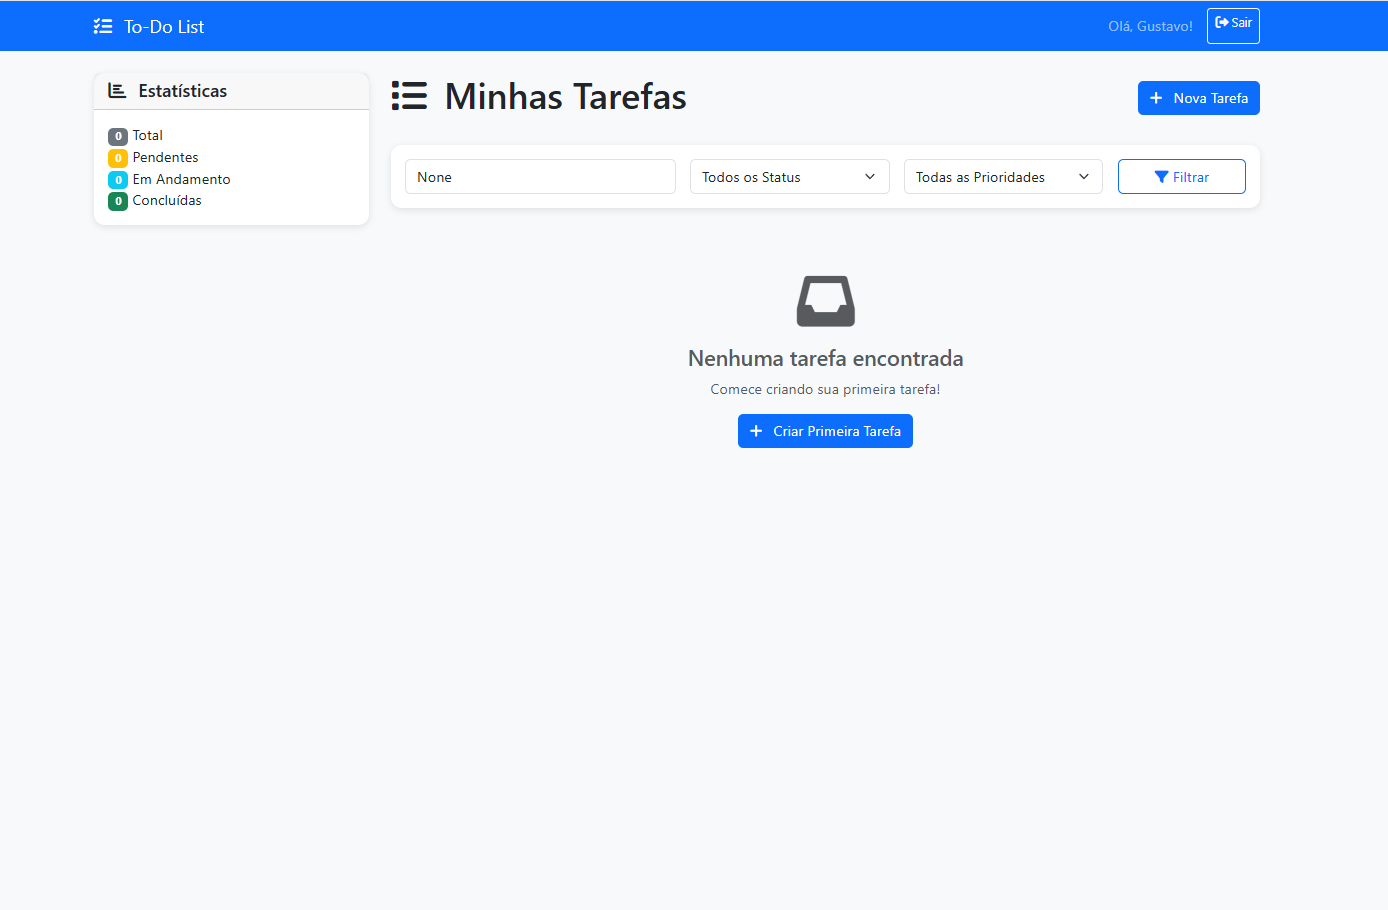 To-Do List
Olá, Gustavo!
Sair
Estatísticas
0 Total
0 Pendentes
0 Em Andamento
0 Concluídas
Minhas Tarefas
Nova Tarefa
None
Todos os Status
Todas as Prioridades
Filtrar
Nenhuma tarefa encontrada
Comece criando sua primeira tarefa!
Criar Primeira Tarefa